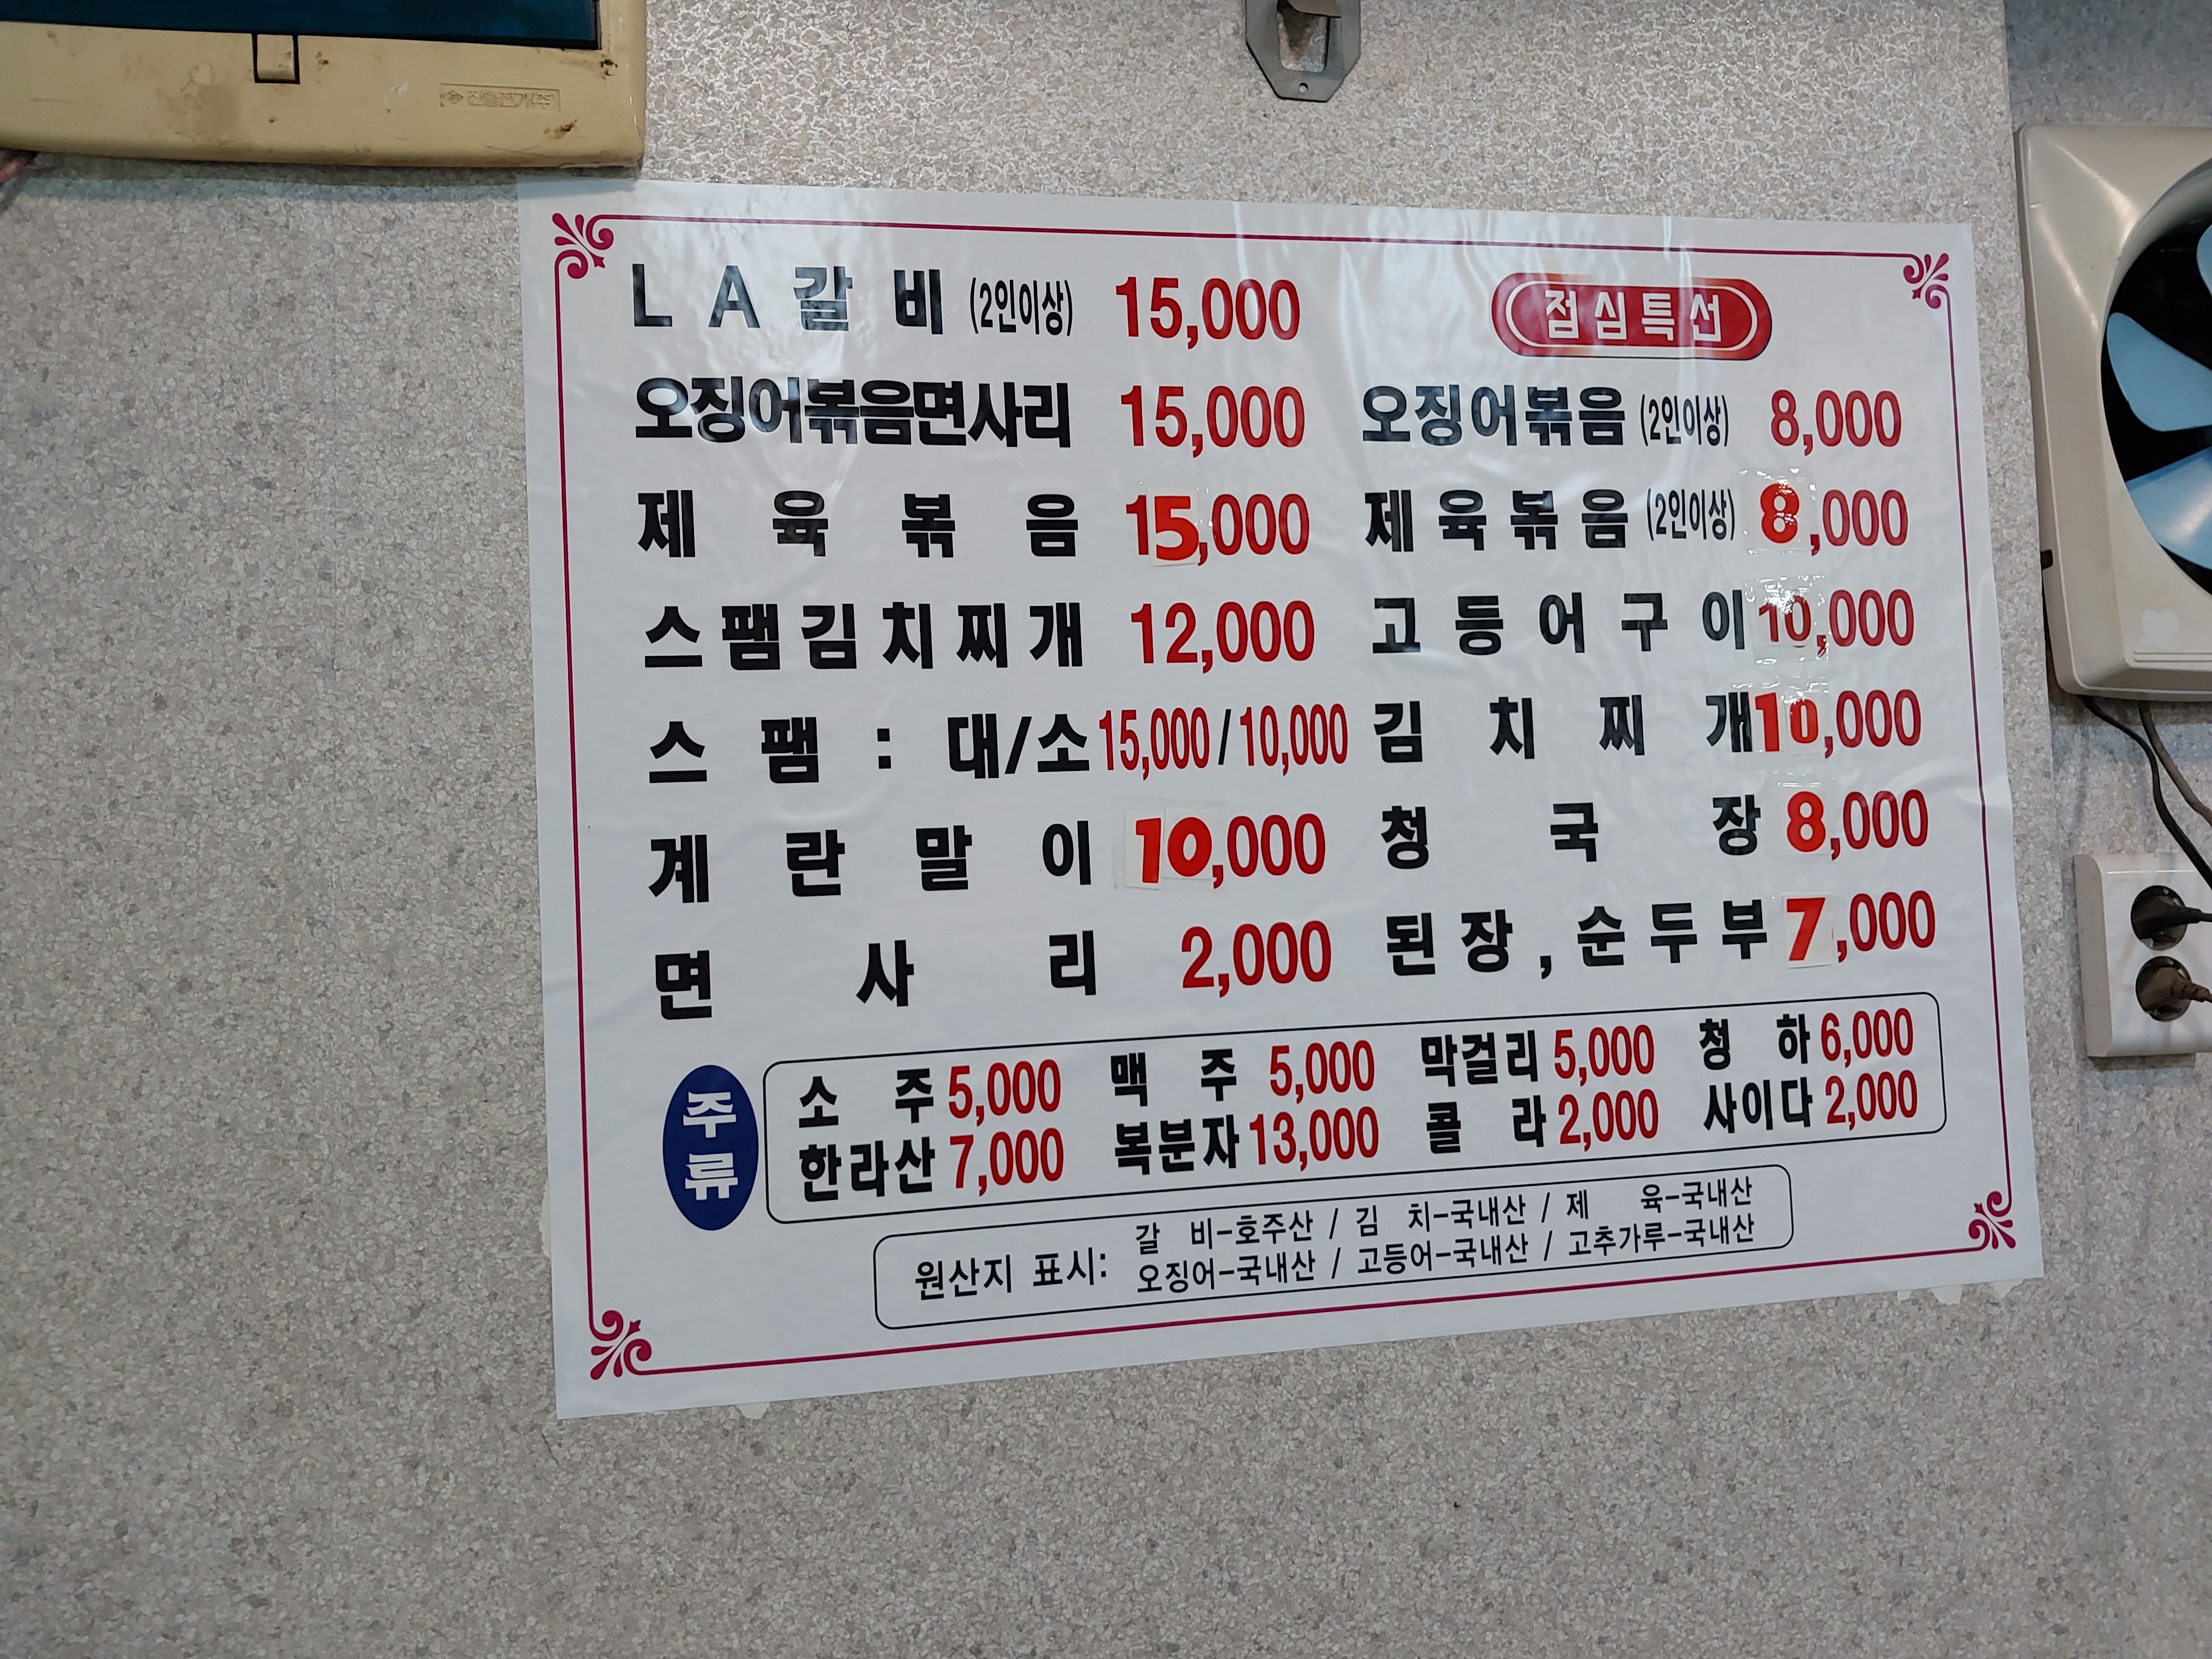 진흥전기(주)
LA갈비 (2인이상) 15,000
오징어볶음면사리 15,000
제육볶음 15,000
스팸김치찌개 12,000
스팸 : 대/소 15,000 / 10,000
계란말이 10,000
면사리 2,000
점심특선
오징어볶음 (2인이상) 8,000
제육볶음 (2인이상) 8,000
고등어구이 10,000
김치찌개 10,000
청국장 8,000
된장, 순두부 7,000
주류
소주 5,000 맥주 5,000 막걸리 5,000 청하 6,000
한라산 7,000 복분자 13,000 콜라 2,000 사이다 2,000
원산지 표시: 갈비-호주산 / 김치-국내산 / 제육-국내산
오징어-국내산 / 고등어-국내산 / 고추가루-국내산